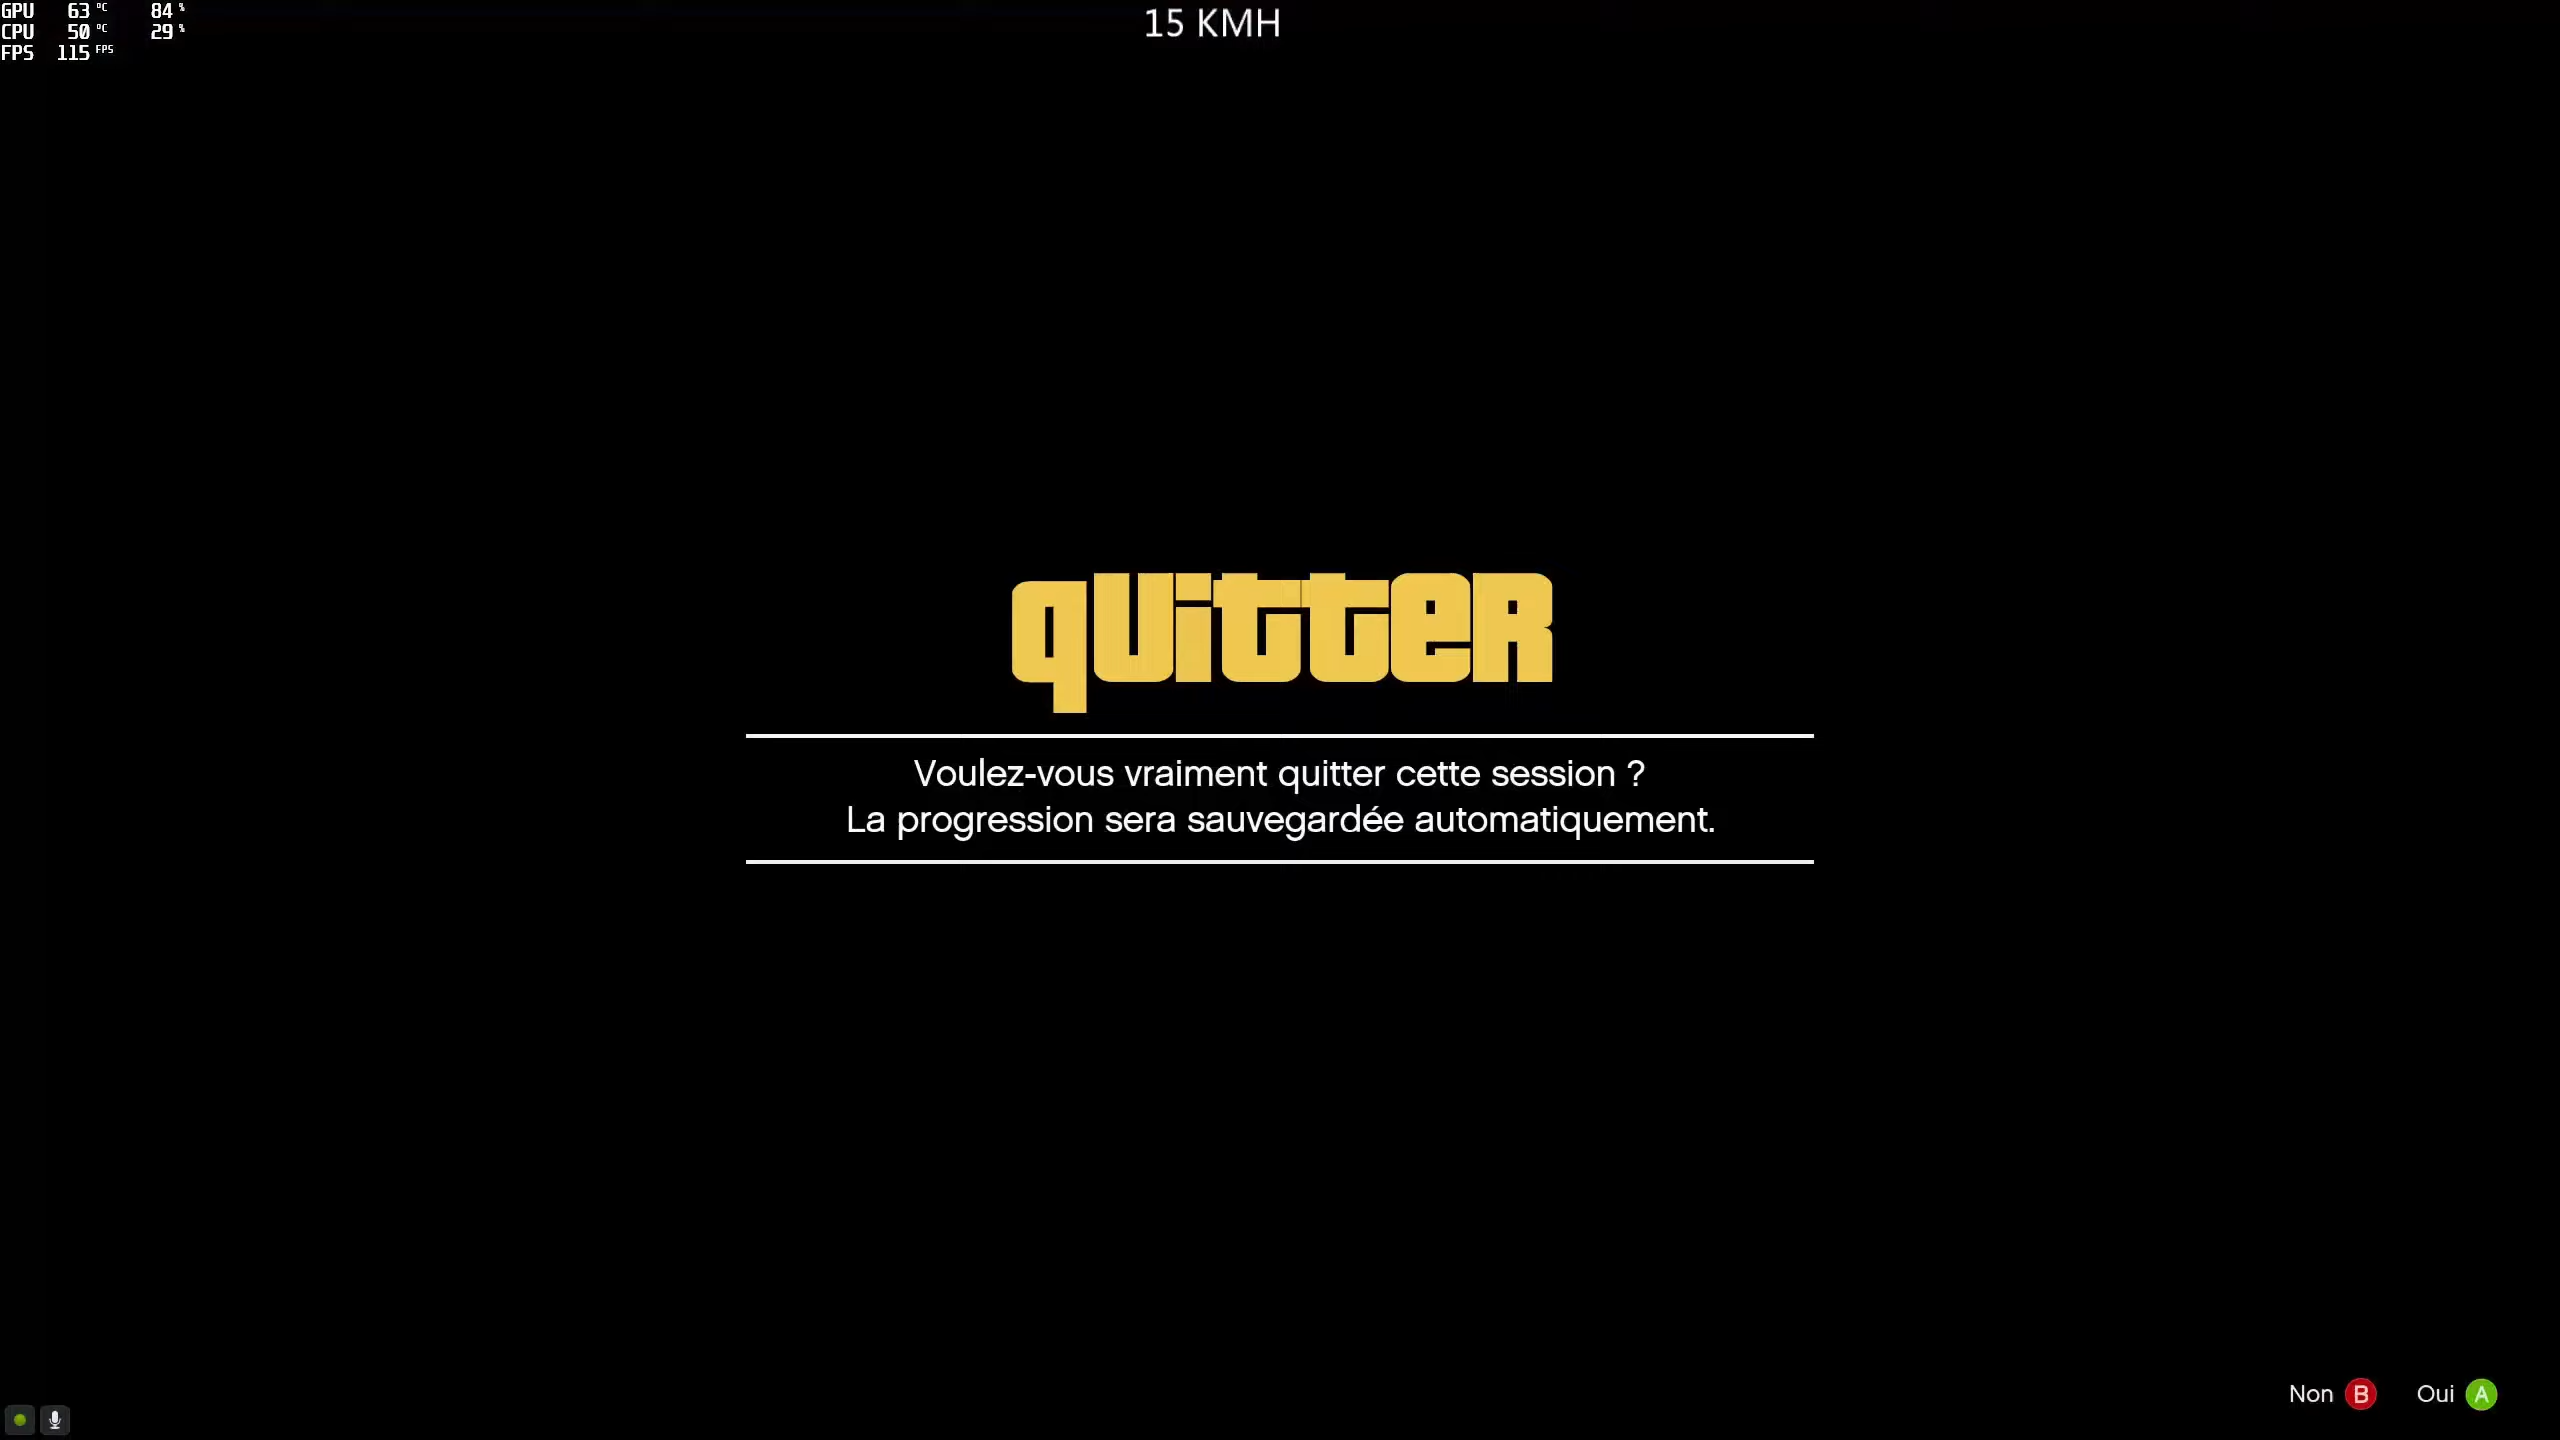 GPU 63 °C 84 %
CPU 50 °C 29 %
FPS 115 FPS
15 KMH
quitter
Voulez-vous vraiment quitter cette session ?
La progression sera sauvegardée automatiquement.
Non B Oui A